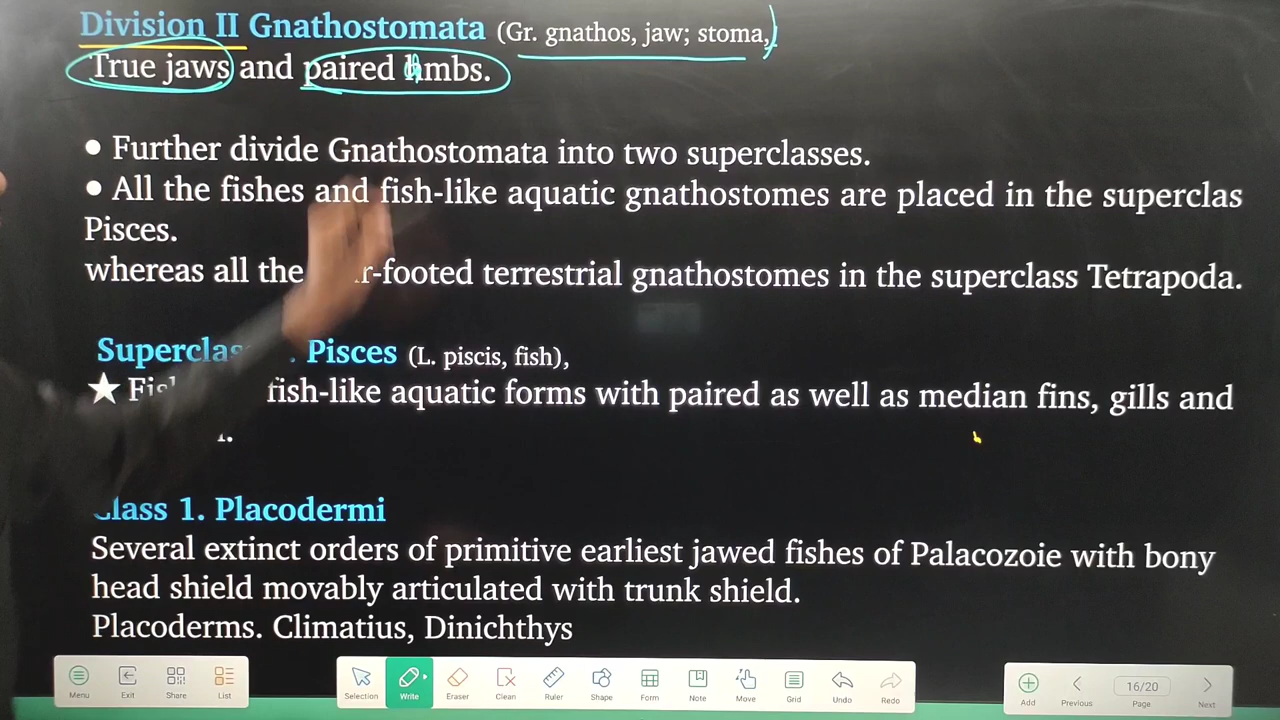 Division II Gnathostomata (Gr. gnathos, jaw; stoma,)
True jaws and paired limbs.
● Further divide Gnathostomata into two superclasses.
● All the fishes and fish-like aquatic gnathostomes are placed in the superclas
Pisces.
whereas all the r-footed terrestrial gnathostomes in the superclass Tetrapoda.
Superclas Pisces (L. piscis, fish),
★ fish-like aquatic forms with paired as well as median fins, gills and
Class 1. Placodermi
Several extinct orders of primitive earliest jawed fishes of Palacozoie with bony
head shield movably articulated with trunk shield.
Placoderms. Climatius, Dinichthys
Menu Exit Share List Selection Write Eraser Clean Ruler Shape Form Note Move Grid Undo Redo Add Previous 16/20 Page Next